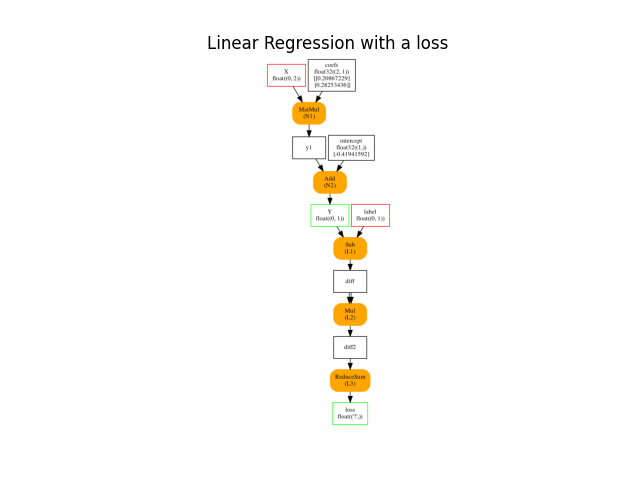 Linear Regression with a loss
X
float((0, 2))
coefs
float32((2, 1))
[[0.20867229]
[0.28253436]]
MatMul
(N1)
y1
intercept
float32((1,))
[-0.41941592]
Add
(N2)
Y
float((0, 1))
label
float((0, 1))
Sub
(L1)
diff
Mul
(L2)
diff2
ReduceSum
(L3)
loss
float(('?',))